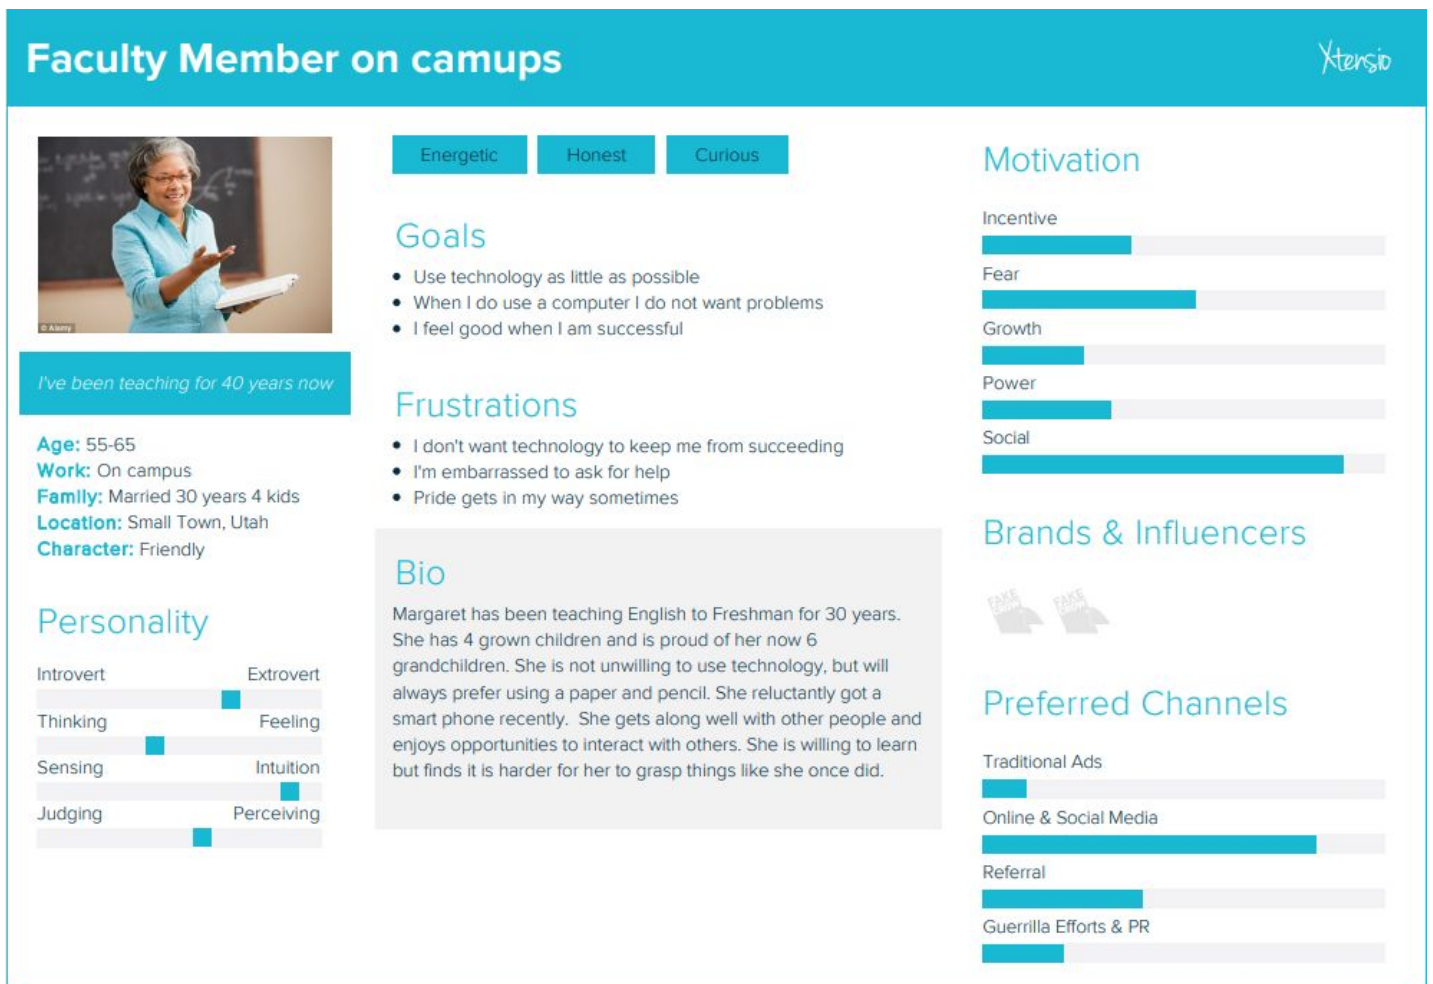 Faculty Member on camups
Xtensio
© Alamy
I've been teaching for 40 years now
Age: 55-65
Work: On campus
Family: Married 30 years 4 kids
Location: Small Town, Utah
Character: Friendly
Personality
Introvert Extrovert
Thinking Feeling
Sensing Intuition
Judging Perceiving
Energetic Honest Curious
Goals
• Use technology as little as possible
• When I do use a computer I do not want problems
• I feel good when I am successful
Frustrations
• I don't want technology to keep me from succeeding
• I'm embarrassed to ask for help
• Pride gets in my way sometimes
Bio
Margaret has been teaching English to Freshman for 30 years.
She has 4 grown children and is proud of her now 6
grandchildren. She is not unwilling to use technology, but will
always prefer using a paper and pencil. She reluctantly got a
smart phone recently.  She gets along well with other people and
enjoys opportunities to interact with others. She is willing to learn
but finds it is harder for her to grasp things like she once did.
Motivation
Incentive
Fear
Growth
Power
Social
Brands & Influencers
Preferred Channels
Traditional Ads
Online & Social Media
Referral
Guerrilla Efforts & PR